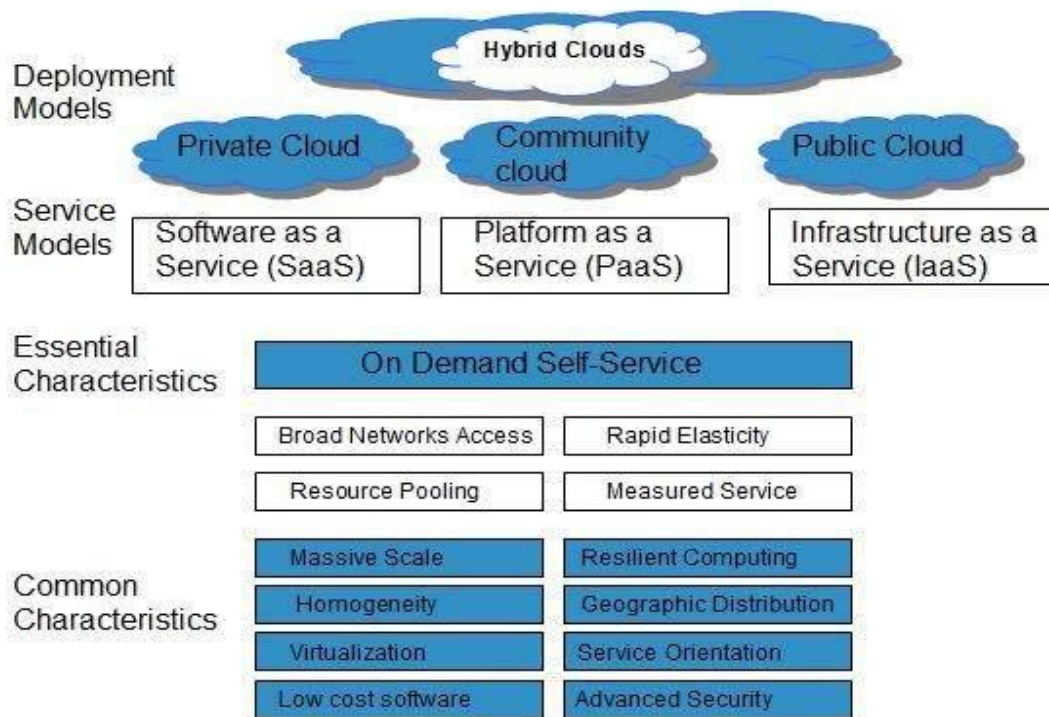 Hybrid Clouds
Deployment
Models
Private Cloud
Community
cloud
Public Cloud
Service
Models
Software as a
Service (SaaS)
Platform as a
Service (PaaS)
Infrastructure as a
Service (IaaS)
Essential
Characteristics
On Demand Self-Service
Broad Networks Access
Rapid Elasticity
Resource Pooling
Measured Service
Common
Characteristics
Massive Scale
Resilient Computing
Homogeneity
Geographic Distribution
Virtualization
Service Orientation
Low cost software
Advanced Security